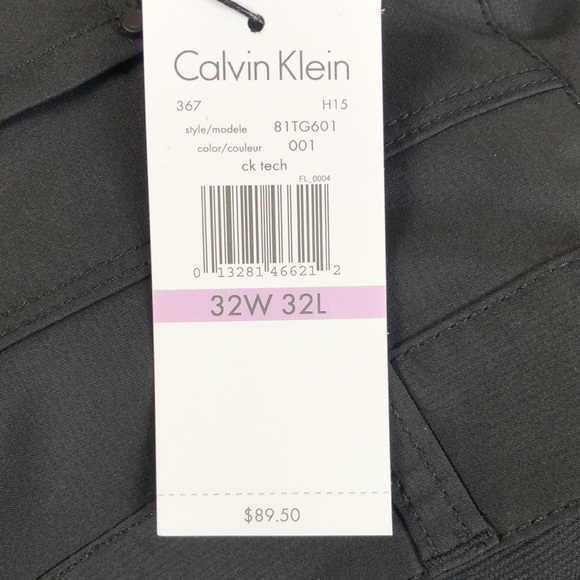 Calvin Klein
367 H15
style/modele 81TG601
color/couleur 001
ck tech
FL_0004
0 13281 46621 2
32W 32L
$89.50